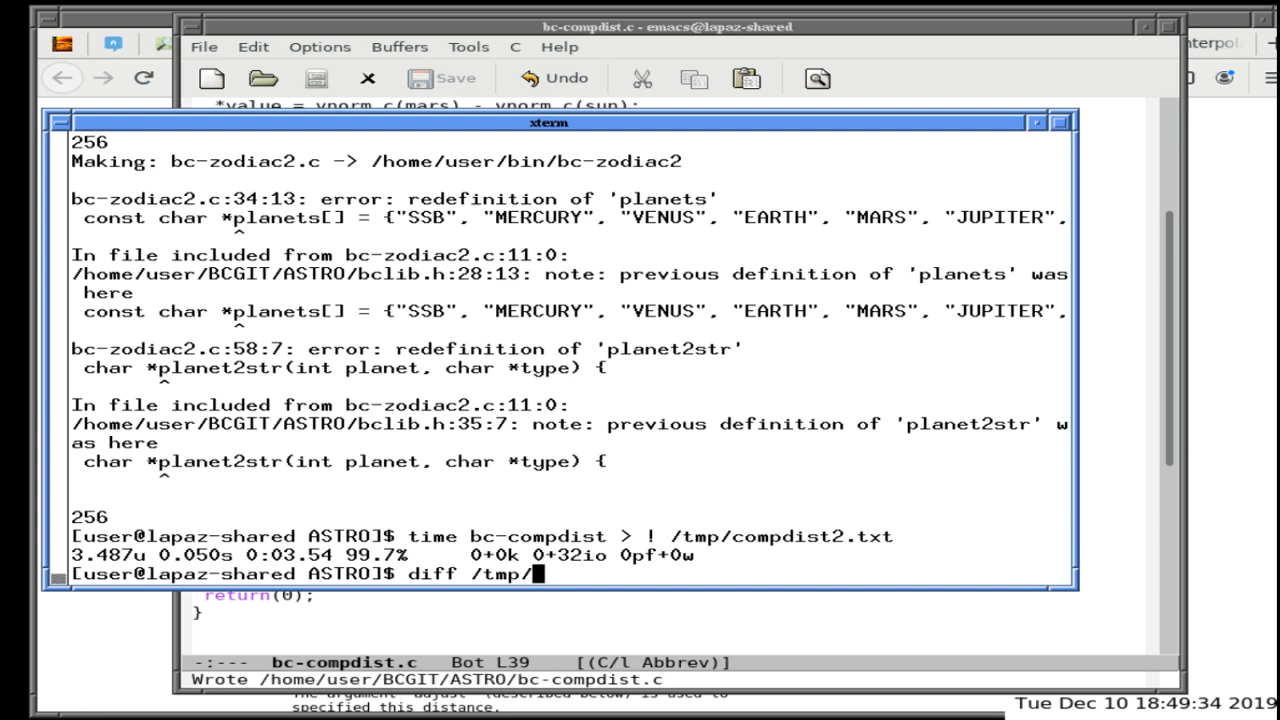 bc-compdist.c - emacs@lapaz-shared
File Edit Options Buffers Tools C Help
Save Undo
*value = vnorm_c(mars) - vnorm_c(sun);
xterm
256
Making: bc-zodiac2.c -> /home/user/bin/bc-zodiac2
bc-zodiac2.c:34:13: error: redefinition of 'planets'
const char *planets[] = {"SSB", "MERCURY", "VENUS", "EARTH", "MARS", "JUPITER",
^
In file included from bc-zodiac2.c:11:0:
/home/user/BCGIT/ASTRO/bclib.h:28:13: note: previous definition of 'planets' was
here
const char *planets[] = {"SSB", "MERCURY", "VENUS", "EARTH", "MARS", "JUPITER",
^
bc-zodiac2.c:58:7: error: redefinition of 'planet2str'
char *planet2str(int planet, char *type) {
^
In file included from bc-zodiac2.c:11:0:
/home/user/BCGIT/ASTRO/bclib.h:35:7: note: previous definition of 'planet2str' w
as here
char *planet2str(int planet, char *type) {
^
256
[user@lapaz-shared ASTRO]$ time bc-compdist > ! /tmp/compdist2.txt
3.487u 0.050s 0:03.54 99.7% 0+0k 0+32io 0pf+0w
[user@lapaz-shared ASTRO]$ diff /tmp/
return(0);
}
-:--- bc-compdist.c Bot L39 [(C/l Abbrev)]
Wrote /home/user/BCGIT/ASTRO/bc-compdist.c
specified this distance.
Tue Dec 10 18:49:34 2019